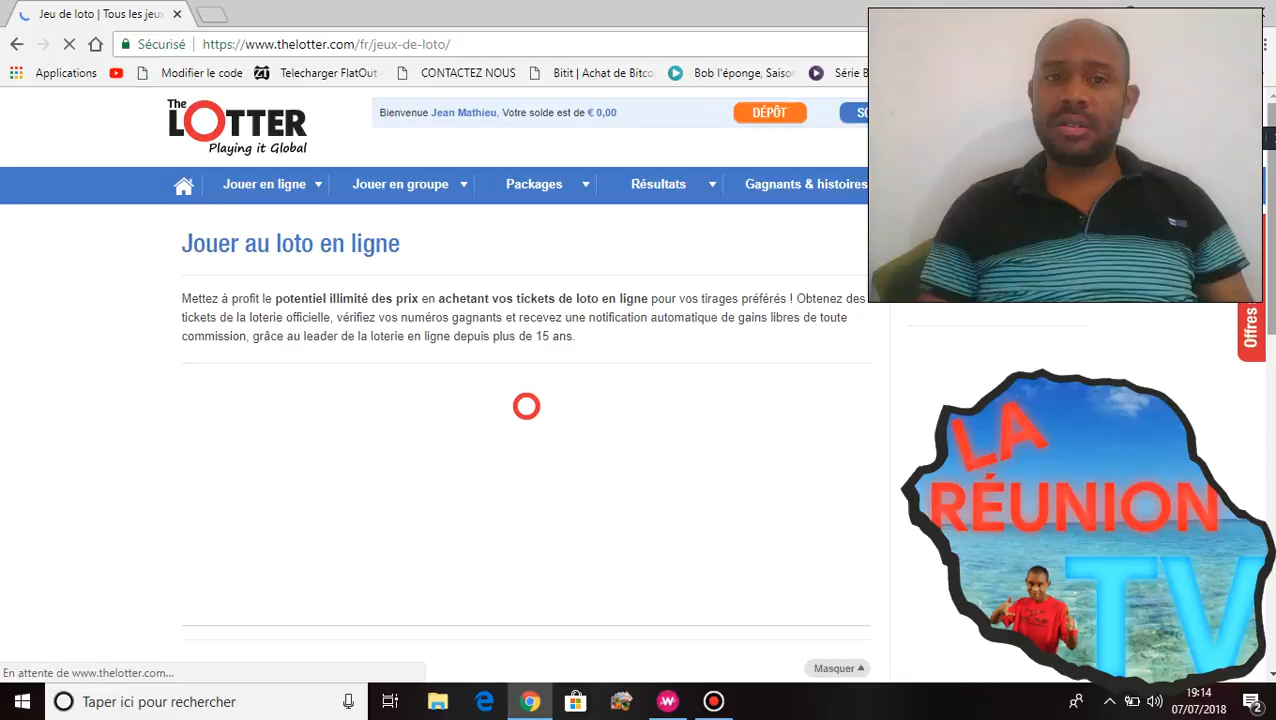 Jeu de loto | Tous les jeux
Sécurisé
https://www.thelotter.com/fr/jeux-de-loto/
Applications
Modifier le code
Telecharger FlatOut
CONTACTEZ NOUS
Bitit | Achat de Bitco
Bob l'éponge, Saison
Série B
The
LOTTER
Playing it Global
Bienvenue Jean Mathieu, Votre solde est de € 0,00
DÉPÔT
Jouer en ligne
Jouer en groupe
Packages
Résultats
Gagnants & histoires
Jouer au loto en ligne
Mettez à profit le potentiel illimité des prix en achetant vos tickets de loto en ligne pour vos tirages préférés ! Obtenez des
tickets de la loterie officielle, vérifiez vos numéros gagnants et recevez une notification automatique de gains libres de toute
commission, grâce au leader de la loterie en ligne depuis plus de 15 ans.
Offres
LA
RÉUNION
TV
Masquer
En attente de www.thelotter.com...
Taper ici pour rechercher
19:14
07/07/2018
2